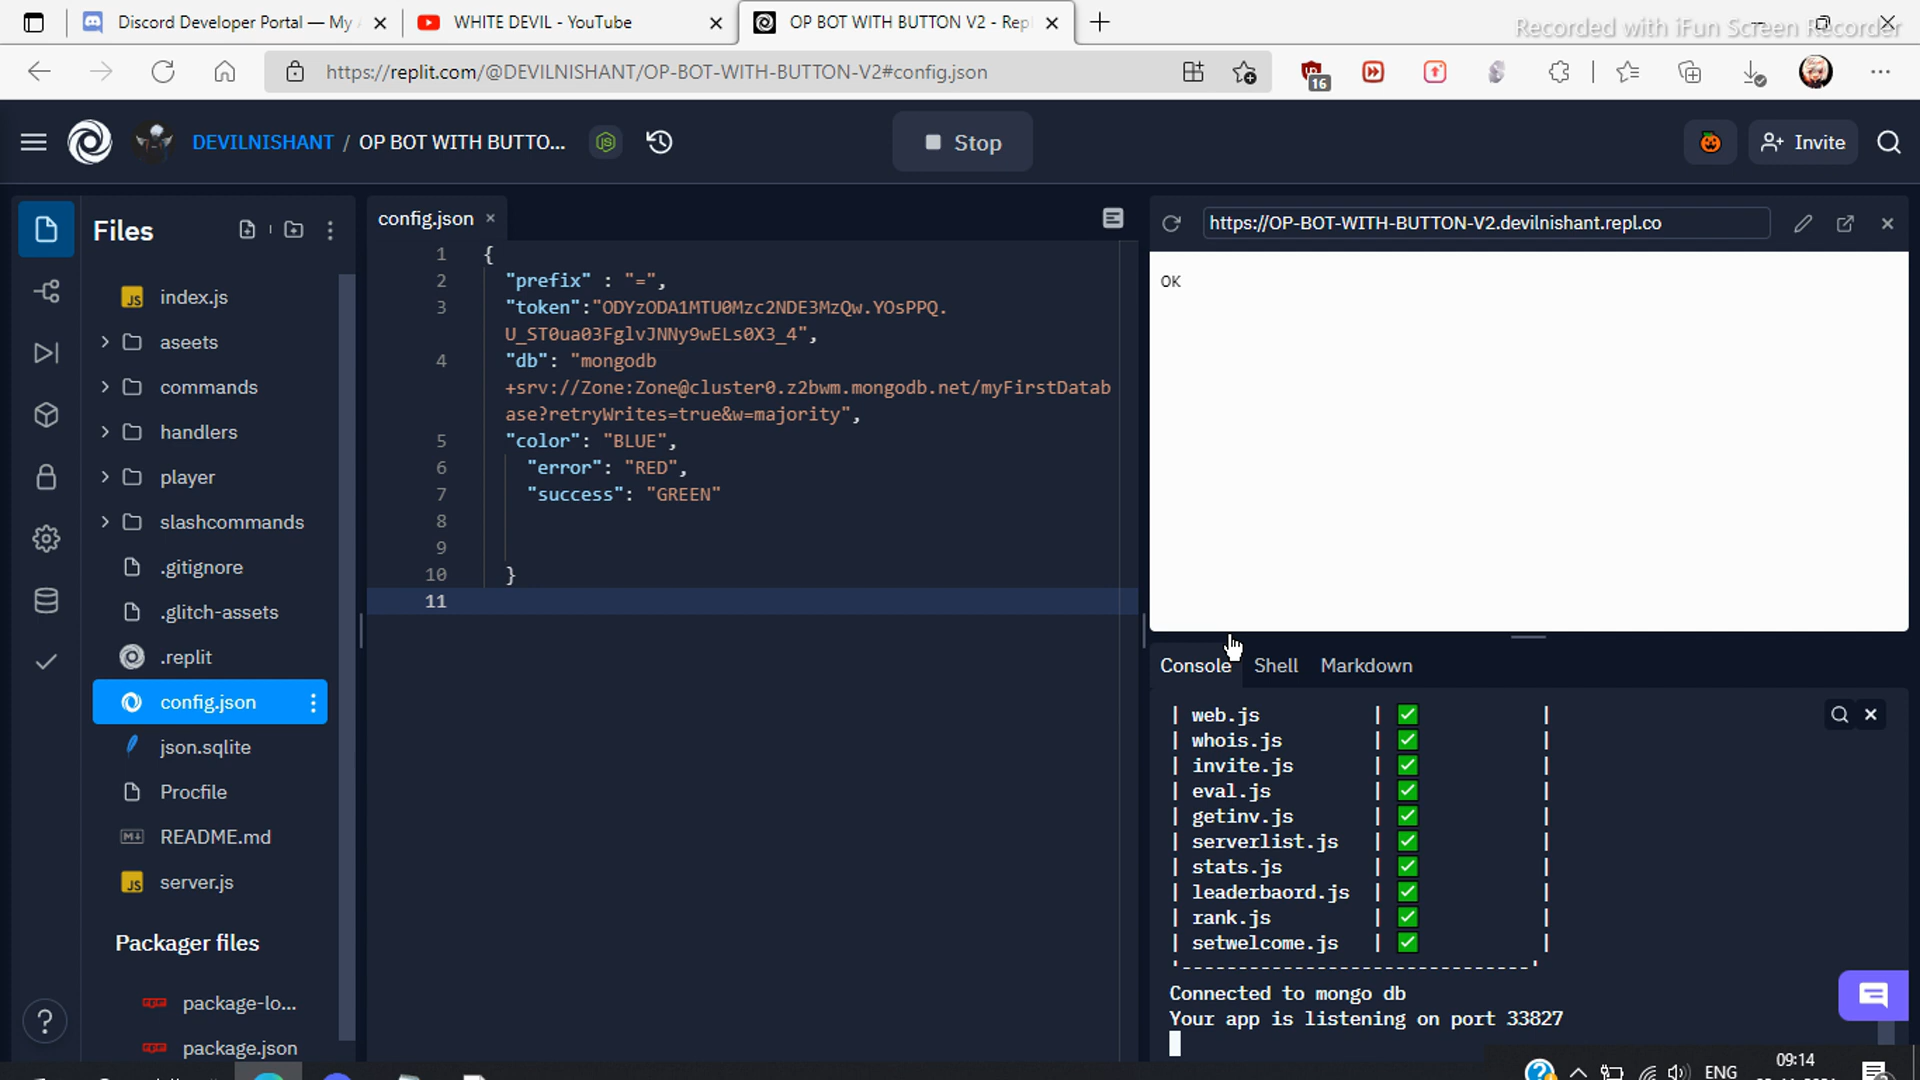 Discord Developer Portal — My
WHITE DEVIL - YouTube
OP BOT WITH BUTTON V2 - Repl
Recorded with iFun Screen Recorder
https://replit.com/@DEVILNISHANT/OP-BOT-WITH-BUTTON-V2#config.json
16
DEVILNISHANT / OP BOT WITH BUTTO...
Stop
Invite
Files
index.js
aseets
commands
handlers
player
slashcommands
.gitignore
.glitch-assets
.replit
config.json
json.sqlite
Procfile
README.md
server.js
Packager files
package-lo...
package.json
config.json
1 {
2 "prefix" : "=",
3 "token":"ODYzODA1MTU0Mzc2NDE3MzQw.YOsPPQ.
U_ST0ua03FglvJNNy9wELs0X3_4",
4 "db": "mongodb
+srv://Zone:Zone@cluster0.z2bwm.mongodb.net/myFirstDatab
ase?retryWrites=true&w=majority",
5 "color": "BLUE",
6 "error": "RED",
7 "success": "GREEN"
8
9
10 }
11
https://OP-BOT-WITH-BUTTON-V2.devilnishant.repl.co
OK
Console Shell Markdown
| web.js | ✅ |
| whois.js | ✅ |
| invite.js | ✅ |
| eval.js | ✅ |
| getinv.js | ✅ |
| serverlist.js | ✅ |
| stats.js | ✅ |
| leaderbaord.js | ✅ |
| rank.js | ✅ |
| setwelcome.js | ✅ |
'-------------------------------'
Connected to mongo db
Your app is listening on port 33827
ENG
09:14